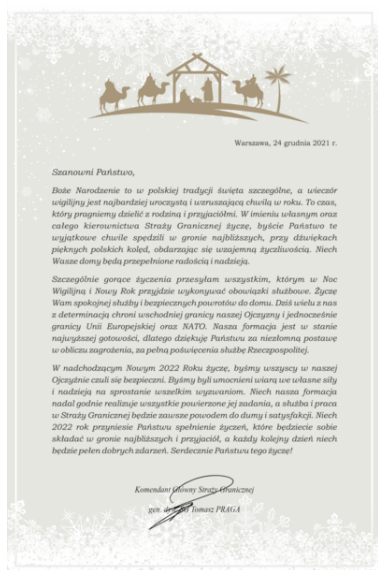 Warszawa, 24 grudnia 2021 r.
Szanowni Państwo,
Boże Narodzenie to w polskiej tradycji święta szczególne, a wieczór
wigilijny jest najbardziej uroczystą i wzruszającą chwilą w roku. To czas,
który pragniemy dzielić z rodziną i przyjaciółmi. W imieniu własnym oraz
całego kierownictwa Straży Granicznej życzę, byście Państwo te
wyjątkowe chwile spędzili w gronie najbliższych, przy dźwiękach
pięknych polskich kolęd, obdarzając się wzajemną życzliwością. Niech
Wasze domy będą przepełnione radością i nadzieją.
Szczególnie gorące życzenia przesyłam wszystkim, którym w Noc
Wigilijną i Nowy Rok przyjdzie wykonywać obowiązki służbowe. Życzę
Wam spokojnej służby i bezpiecznych powrotów do domu. Dziś wielu z nas
z determinacją chroni wschodniej granicy naszej Ojczyzny i jednocześnie
granicy Unii Europejskiej oraz NATO. Nasza formacja jest w stanie
najwyższej gotowości, dlatego dziękuję Państwu za niezłomną postawę
w obliczu zagrożenia, za pełną poświęcenia służbę Rzeczpospolitej.
W nadchodzącym Nowym 2022 Roku życzę, byśmy wszyscy w naszej
Ojczyźnie czuli się bezpieczni. Byśmy byli umocnieni wiarą we własne siły
i nadzieją na sprostanie wszelkim wyzwaniom. Niech nasza formacja
nadal godnie realizuje wszystkie powierzone jej zadania, a służba i praca
w Straży Granicznej będzie zawsze powodem do dumy i satysfakcji. Niech
2022 rok przyniesie Państwu spełnienie życzeń, które będziecie sobie
składać w gronie najbliższych i przyjaciół, a każdy kolejny dzień niech
będzie pełen dobrych zdarzeń. Serdecznie Państwu tego życzę!
Komendant Główny Straży Granicznej
gen. Tomasz PRAGA